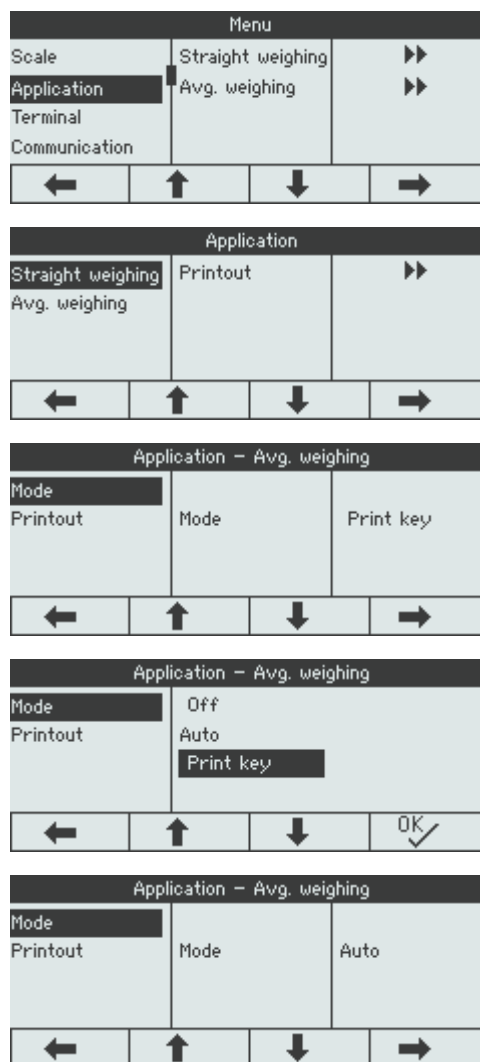 Menu
Scale Straight weighing
Application Avg. weighing
Terminal
Communication
Application
Straight weighing Printout
Avg. weighing
Application – Avg. weighing
Mode
Printout Mode Print key
Application – Avg. weighing
Mode Off
Printout Auto
Print key
OK
Application – Avg. weighing
Mode
Printout Mode Auto